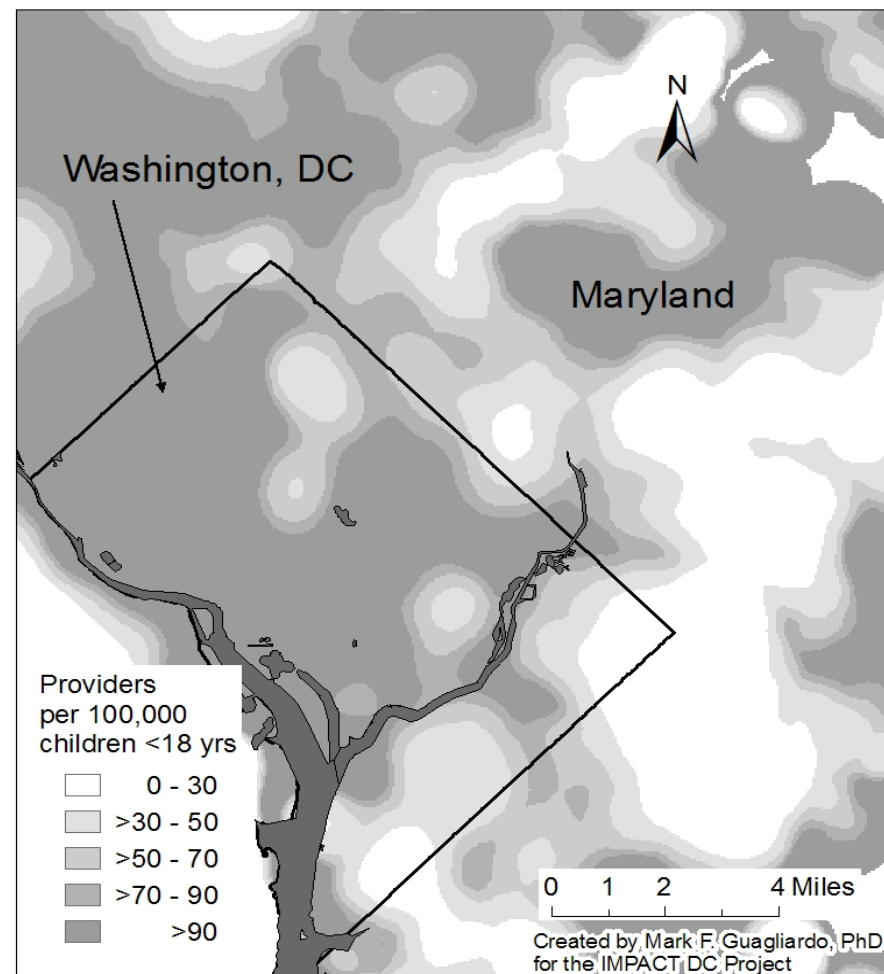 N
Washington, DC
Maryland
Providers
per 100,000
children <18 yrs
0 - 30
>30 - 50
>50 - 70
>70 - 90
>90
0 1 2 4 Miles
Created by Mark F. Guagliardo, PhD
for the IMPACT DC Project